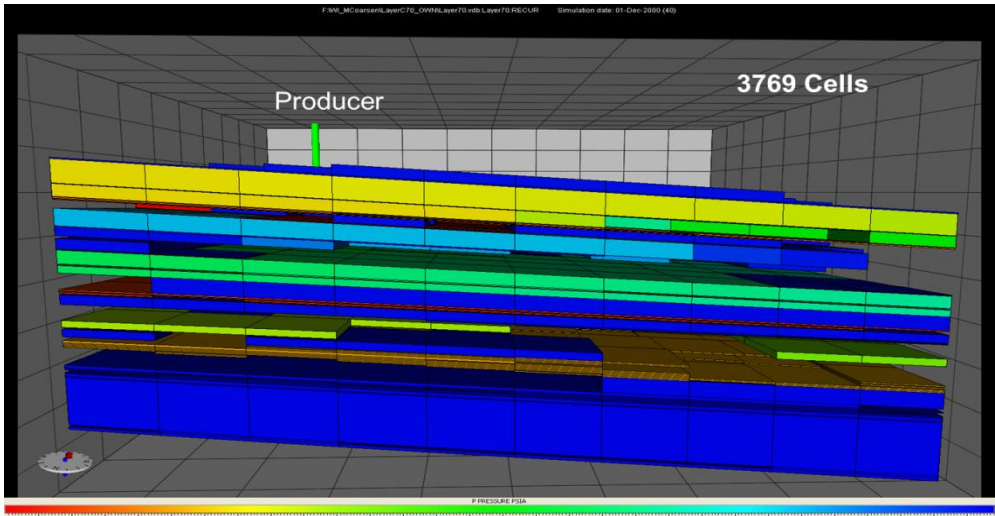 F:\WI_MCoarsen\LayerC70_OWN\Layer70.vdb:Layer70:RECUR Simulation date: 01-Dec-2000 (40)
3769 Cells
Producer
P PRESSURE PSIA